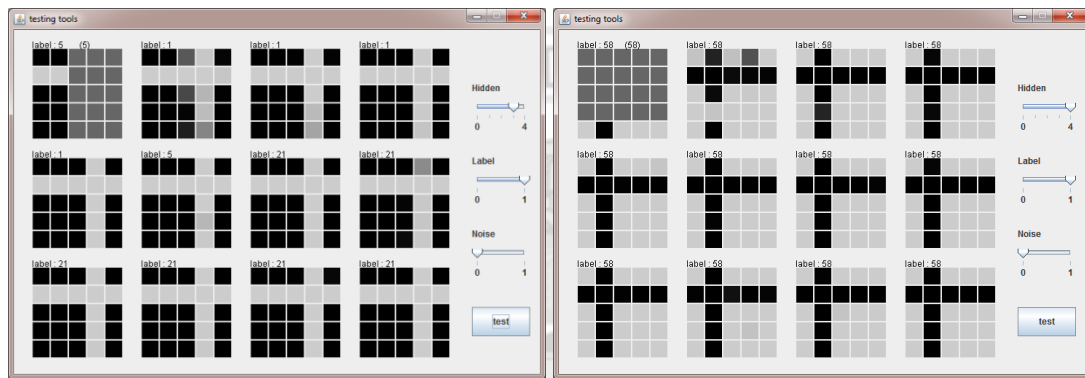 testing tools
label : 5 (5) label : 1 label : 1 label : 1
Hidden
0 4
label : 1 label : 5 label : 21 label : 21
Label
0 1
Noise
0 1
label : 21 label : 21 label : 21 label : 21
test
testing tools
label : 58 (58) label : 58 label : 58 label : 58
Hidden
0 4
label : 58 label : 58 label : 58 label : 58
Label
0 1
Noise
0 1
label : 58 label : 58 label : 58 label : 58
test